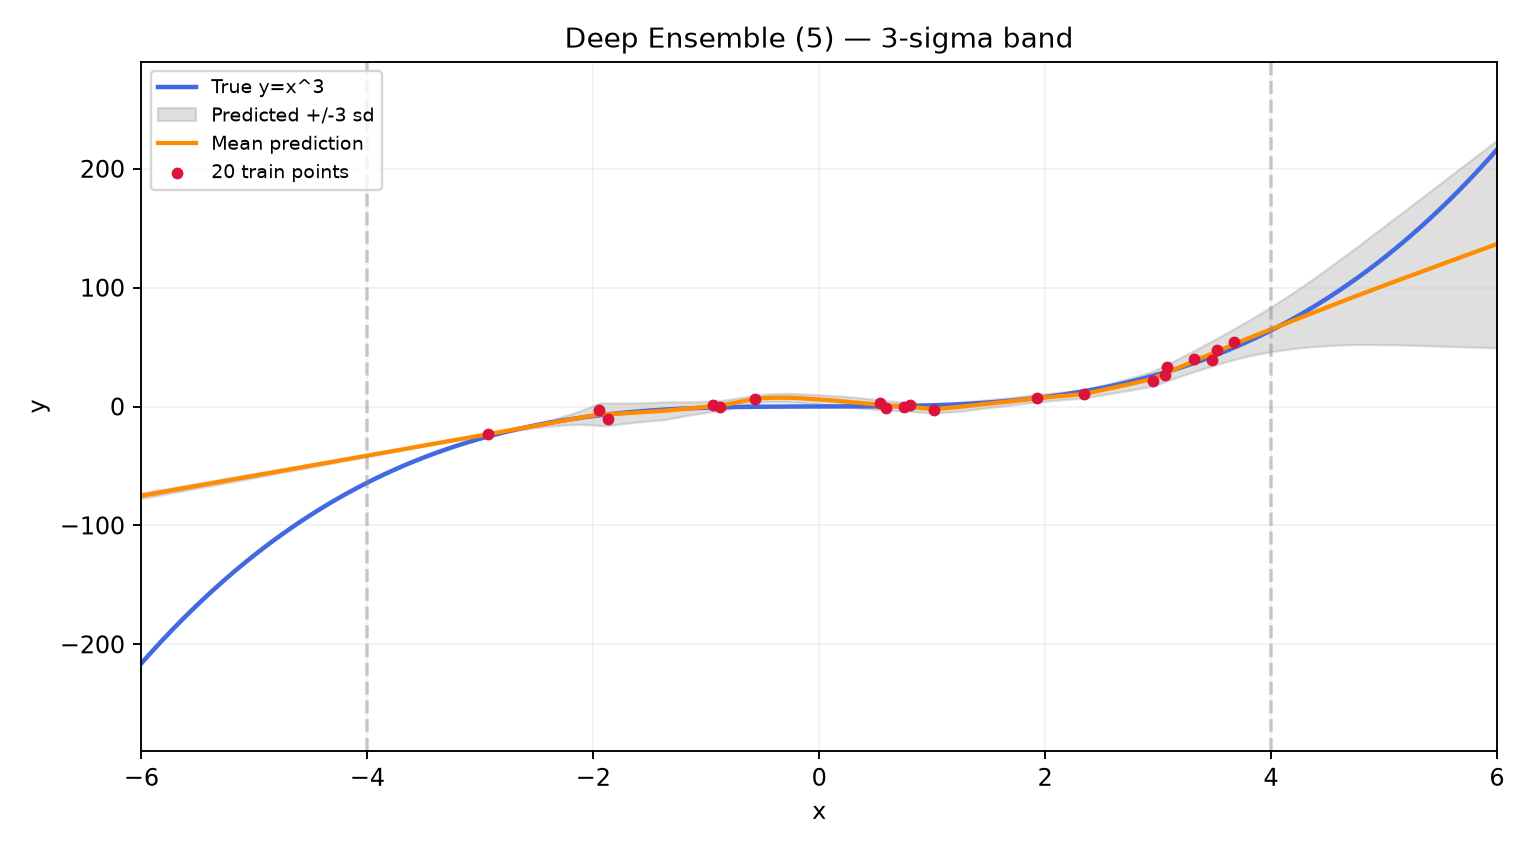 Deep Ensemble (5) — 3-sigma band
True y=x^3
Predicted +/-3 sd
Mean prediction
20 train points
200
100
0
−100
−200
y
−6
−4
−2
0
2
4
6
x